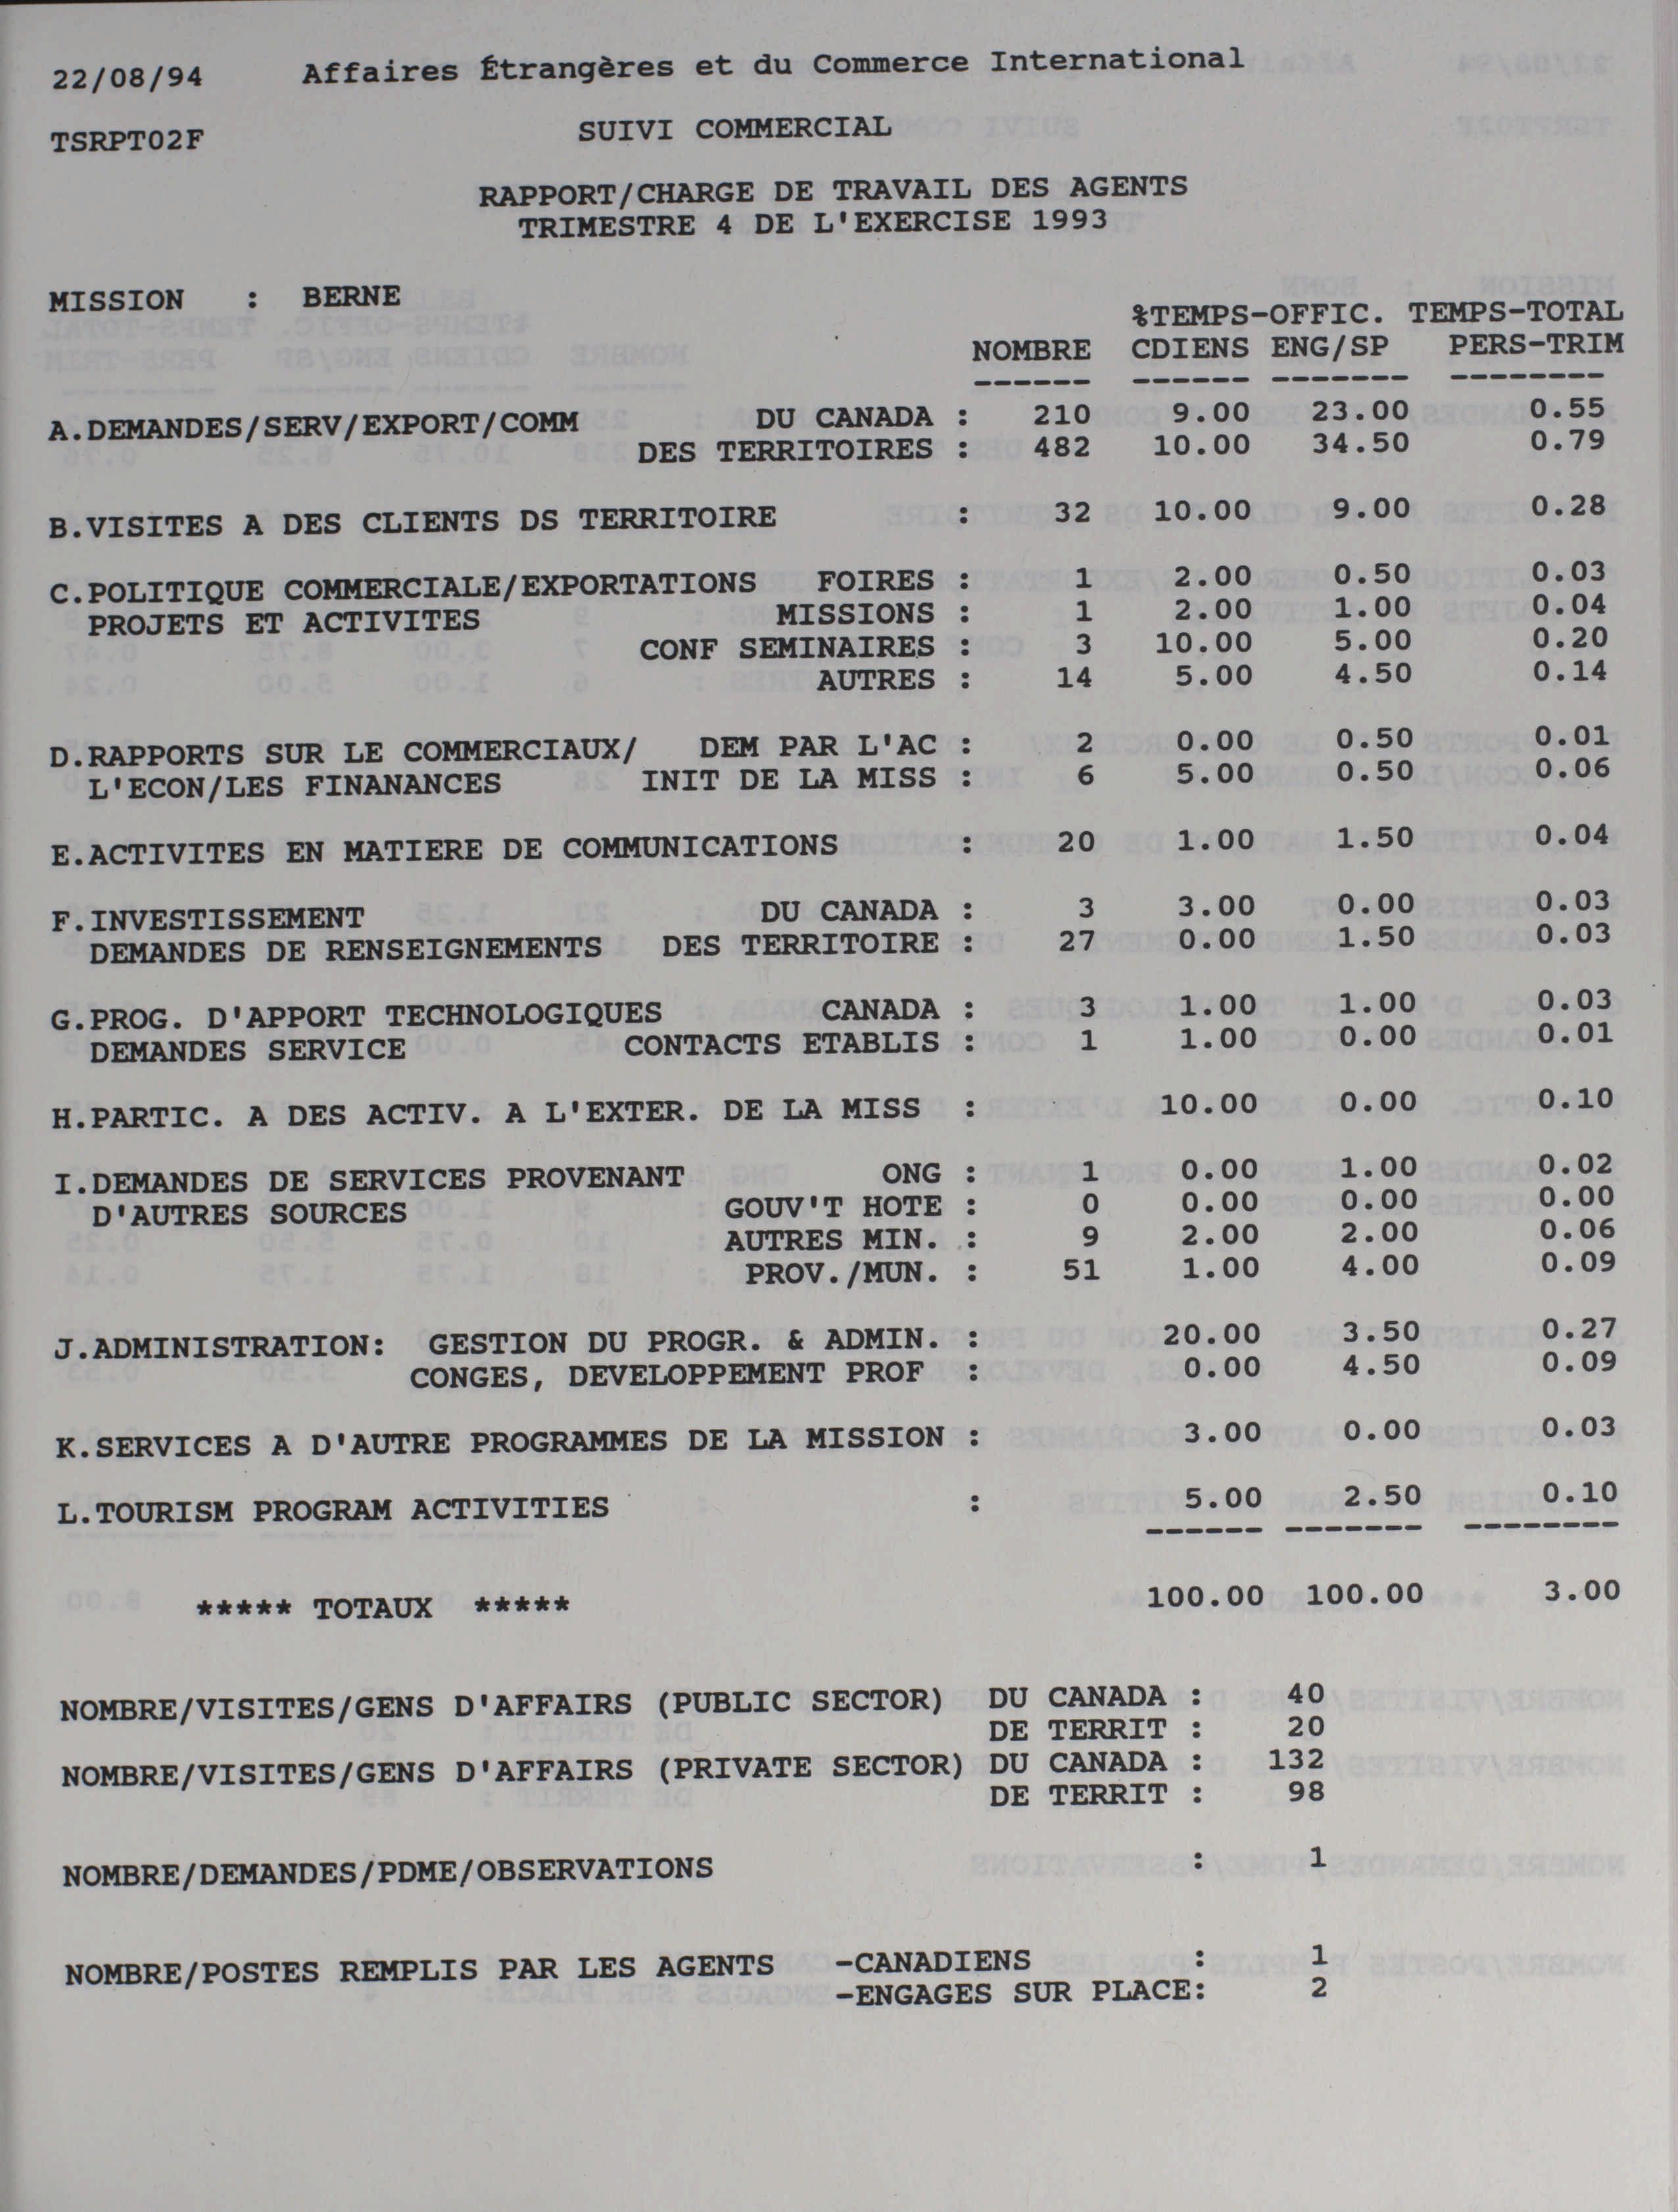 22/08/94 Affaires Étrangères et du Commerce International
TSRPT02F SUIVI COMMERCIAL
RAPPORT/CHARGE DE TRAVAIL DES AGENTS
TRIMESTRE 4 DE L'EXERCISE 1993
MISSION : BERNE
%TEMPS-OFFIC. TEMPS-TOTAL
NOMBRE CDIENS ENG/SP PERS-TRIM
------ ------ ------- --------
A.DEMANDES/SERV/EXPORT/COMM DU CANADA : 210 9.00 23.00 0.55
DES TERRITOIRES : 482 10.00 34.50 0.79
B.VISITES A DES CLIENTS DS TERRITOIRE : 32 10.00 9.00 0.28
C.POLITIQUE COMMERCIALE/EXPORTATIONS FOIRES : 1 2.00 0.50 0.03
PROJETS ET ACTIVITES MISSIONS : 1 2.00 1.00 0.04
CONF SEMINAIRES : 3 10.00 5.00 0.20
AUTRES : 14 5.00 4.50 0.14
D.RAPPORTS SUR LE COMMERCIAUX/ DEM PAR L'AC : 2 0.00 0.50 0.01
L'ECON/LES FINANANCES INIT DE LA MISS : 6 5.00 0.50 0.06
E.ACTIVITES EN MATIERE DE COMMUNICATIONS : 20 1.00 1.50 0.04
F.INVESTISSEMENT DU CANADA : 3 3.00 0.00 0.03
DEMANDES DE RENSEIGNEMENTS DES TERRITOIRE : 27 0.00 1.50 0.03
G.PROG. D'APPORT TECHNOLOGIQUES CANADA : 3 1.00 1.00 0.03
DEMANDES SERVICE CONTACTS ETABLIS : 1 1.00 0.00 0.01
H.PARTIC. A DES ACTIV. A L'EXTER. DE LA MISS : 10.00 0.00 0.10
I.DEMANDES DE SERVICES PROVENANT ONG : 1 0.00 1.00 0.02
D'AUTRES SOURCES GOUV'T HOTE : 0 0.00 0.00 0.00
AUTRES MIN. : 9 2.00 2.00 0.06
PROV./MUN. : 51 1.00 4.00 0.09
J.ADMINISTRATION: GESTION DU PROGR. & ADMIN. : 20.00 3.50 0.27
CONGES, DEVELOPPEMENT PROF : 0.00 4.50 0.09
K.SERVICES A D'AUTRE PROGRAMMES DE LA MISSION : 3.00 0.00 0.03
L.TOURISM PROGRAM ACTIVITIES : 5.00 2.50 0.10
------ ------- --------
***** TOTAUX ***** 100.00 100.00 3.00
NOMBRE/VISITES/GENS D'AFFAIRS (PUBLIC SECTOR) DU CANADA : 40
DE TERRIT : 20
NOMBRE/VISITES/GENS D'AFFAIRS (PRIVATE SECTOR) DU CANADA : 132
DE TERRIT : 98
NOMBRE/DEMANDES/PDME/OBSERVATIONS : 1
NOMBRE/POSTES REMPLIS PAR LES AGENTS -CANADIENS : 1
-ENGAGES SUR PLACE: 2